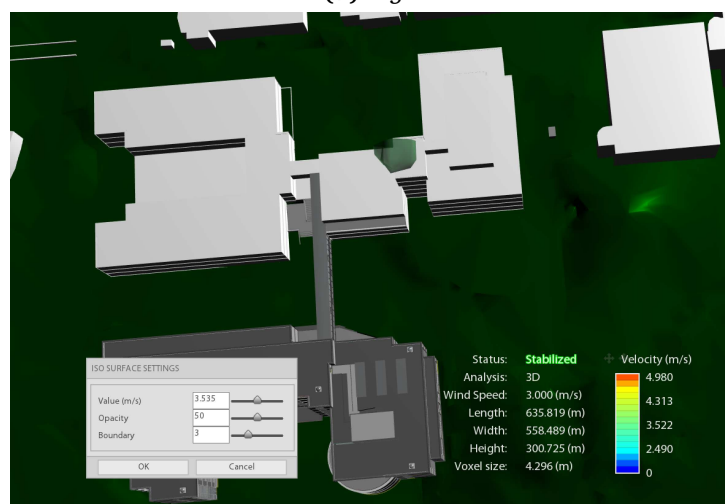 ISO SURFACE SETTINGS
Value (m/s) 3.535
Opacity 50
Boundary 3
OK Cancel
Status: Stabilized
Analysis: 3D
Wind Speed: 3.000 (m/s)
Length: 635.819 (m)
Width: 558.489 (m)
Height: 300.725 (m)
Voxel size: 4.296 (m)
Velocity (m/s)
4.980
4.313
3.522
2.490
0